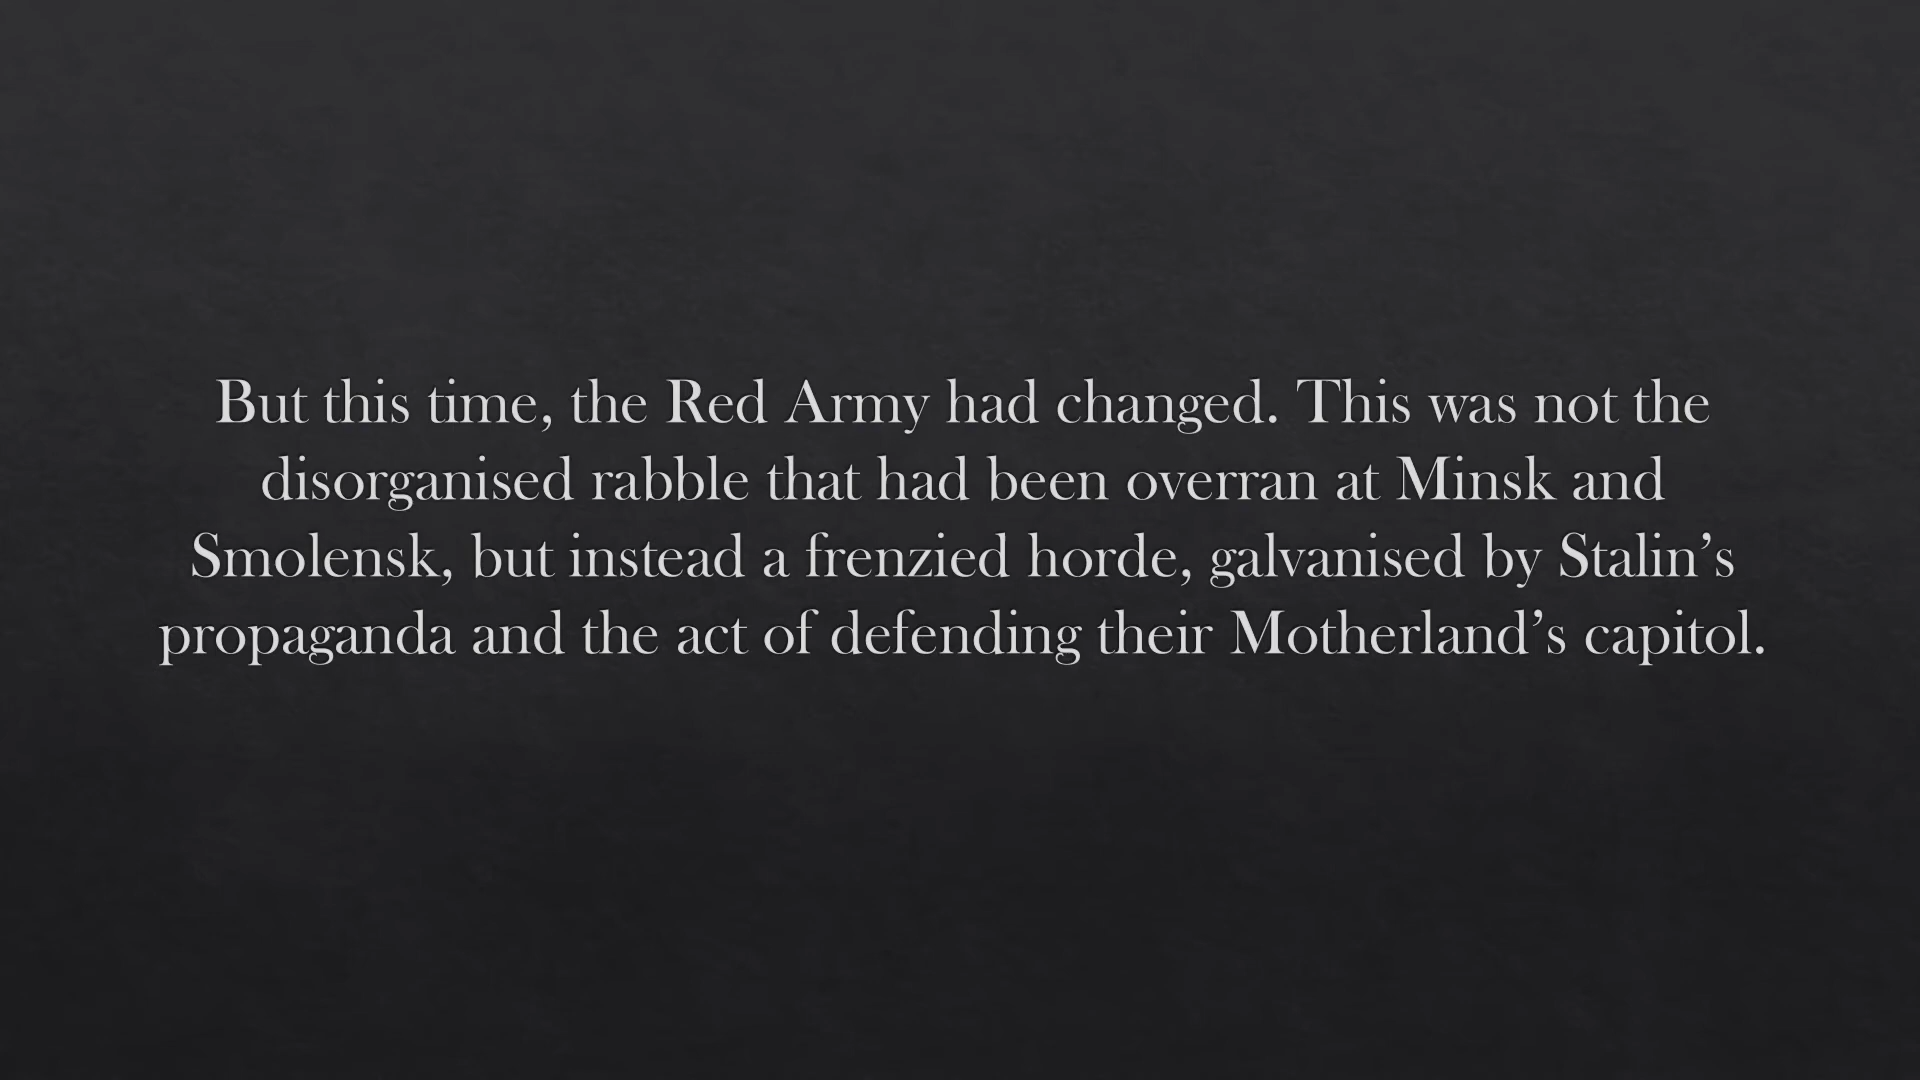 But this time, the Red Army had changed. This was not the
disorganised rabble that had been overran at Minsk and
Smolensk, but instead a frenzied horde, galvanised by Stalin’s
propaganda and the act of defending their Motherland’s capitol.